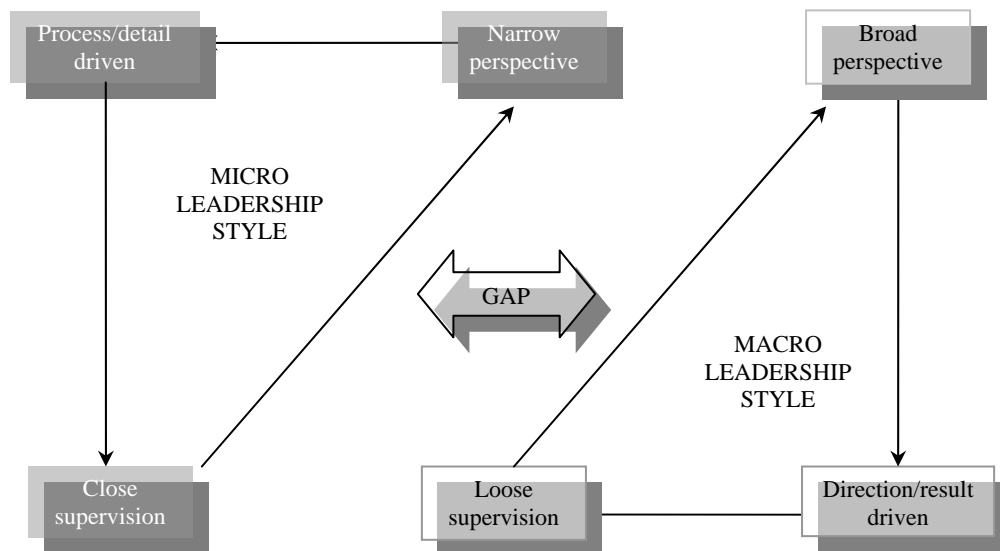 Process/detail
driven
Narrow
perspective
Broad
perspective
MICRO
LEADERSHIP
STYLE
GAP
MACRO
LEADERSHIP
STYLE
Close
supervision
Loose
supervision
Direction/result
driven